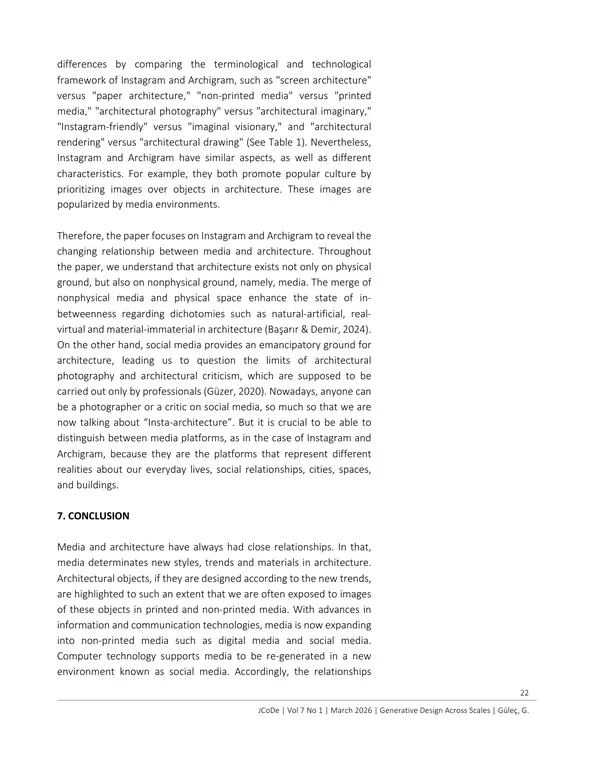 differences by comparing the terminological and technological
framework of Instagram and Archigram, such as "screen architecture"
versus "paper architecture," "non-printed media" versus "printed
media," "architectural photography" versus "architectural imaginary,"
"Instagram-friendly" versus "imaginal visionary," and "architectural
rendering" versus "architectural drawing" (See Table 1). Nevertheless,
Instagram and Archigram have similar aspects, as well as different
characteristics. For example, they both promote popular culture by
prioritizing images over objects in architecture. These images are
popularized by media environments.
Therefore, the paper focuses on Instagram and Archigram to reveal the
changing relationship between media and architecture. Throughout
the paper, we understand that architecture exists not only on physical
ground, but also on nonphysical ground, namely, media. The merge of
nonphysical media and physical space enhance the state of in-
betweenness regarding dichotomies such as natural-artificial, real-
virtual and material-immaterial in architecture (Başarır & Demir, 2024).
On the other hand, social media provides an emancipatory ground for
architecture, leading us to question the limits of architectural
photography and architectural criticism, which are supposed to be
carried out only by professionals (Güzer, 2020). Nowadays, anyone can
be a photographer or a critic on social media, so much so that we are
now talking about “Insta-architecture”. But it is crucial to be able to
distinguish between media platforms, as in the case of Instagram and
Archigram, because they are the platforms that represent different
realities about our everyday lives, social relationships, cities, spaces,
and buildings.
7. CONCLUSION
Media and architecture have always had close relationships. In that,
media determinates new styles, trends and materials in architecture.
Architectural objects, if they are designed according to the new trends,
are highlighted to such an extent that we are often exposed to images
of these objects in printed and non-printed media. With advances in
information and communication technologies, media is now expanding
into non-printed media such as digital media and social media.
Computer technology supports media to be re-generated in a new
environment known as social media. Accordingly, the relationships
22
JCoDe | Vol 7 No 1 | March 2026 | Generative Design Across Scales | Güleç, G.